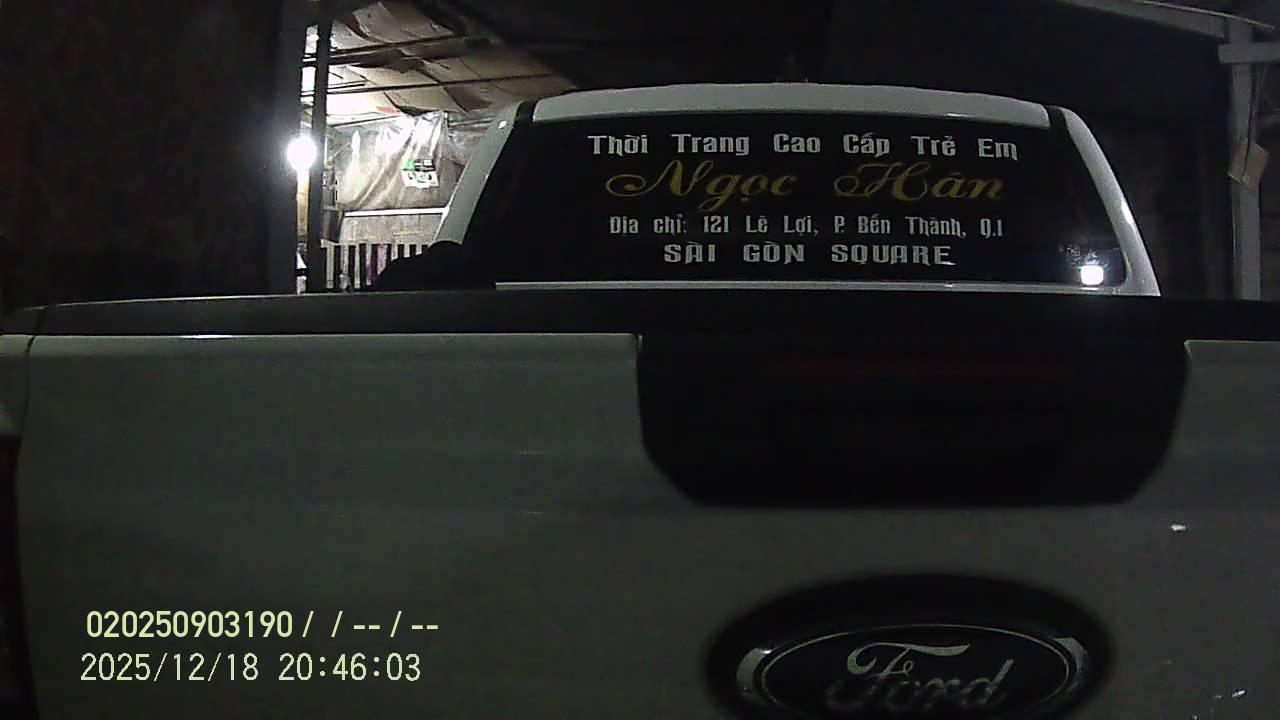 Thời Trang Cao Cấp Trẻ Em
Ngọc Hân
Địa chỉ: 121 Lê Lợi, P. Bến Thành, Q.1
SÀI GÒN SQUARE
Ford
020250903190 / / -- / --
2025/12/18 20:46:03